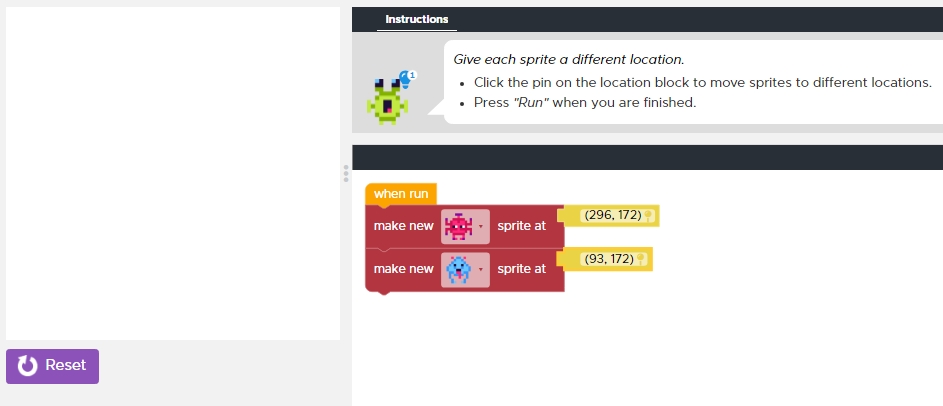 Instructions
Give each sprite a different location.
• Click the pin on the location block to move sprites to different locations.
• Press "Run" when you are finished.
1
when run
make new sprite at (296, 172)
make new sprite at (93, 172)
Reset